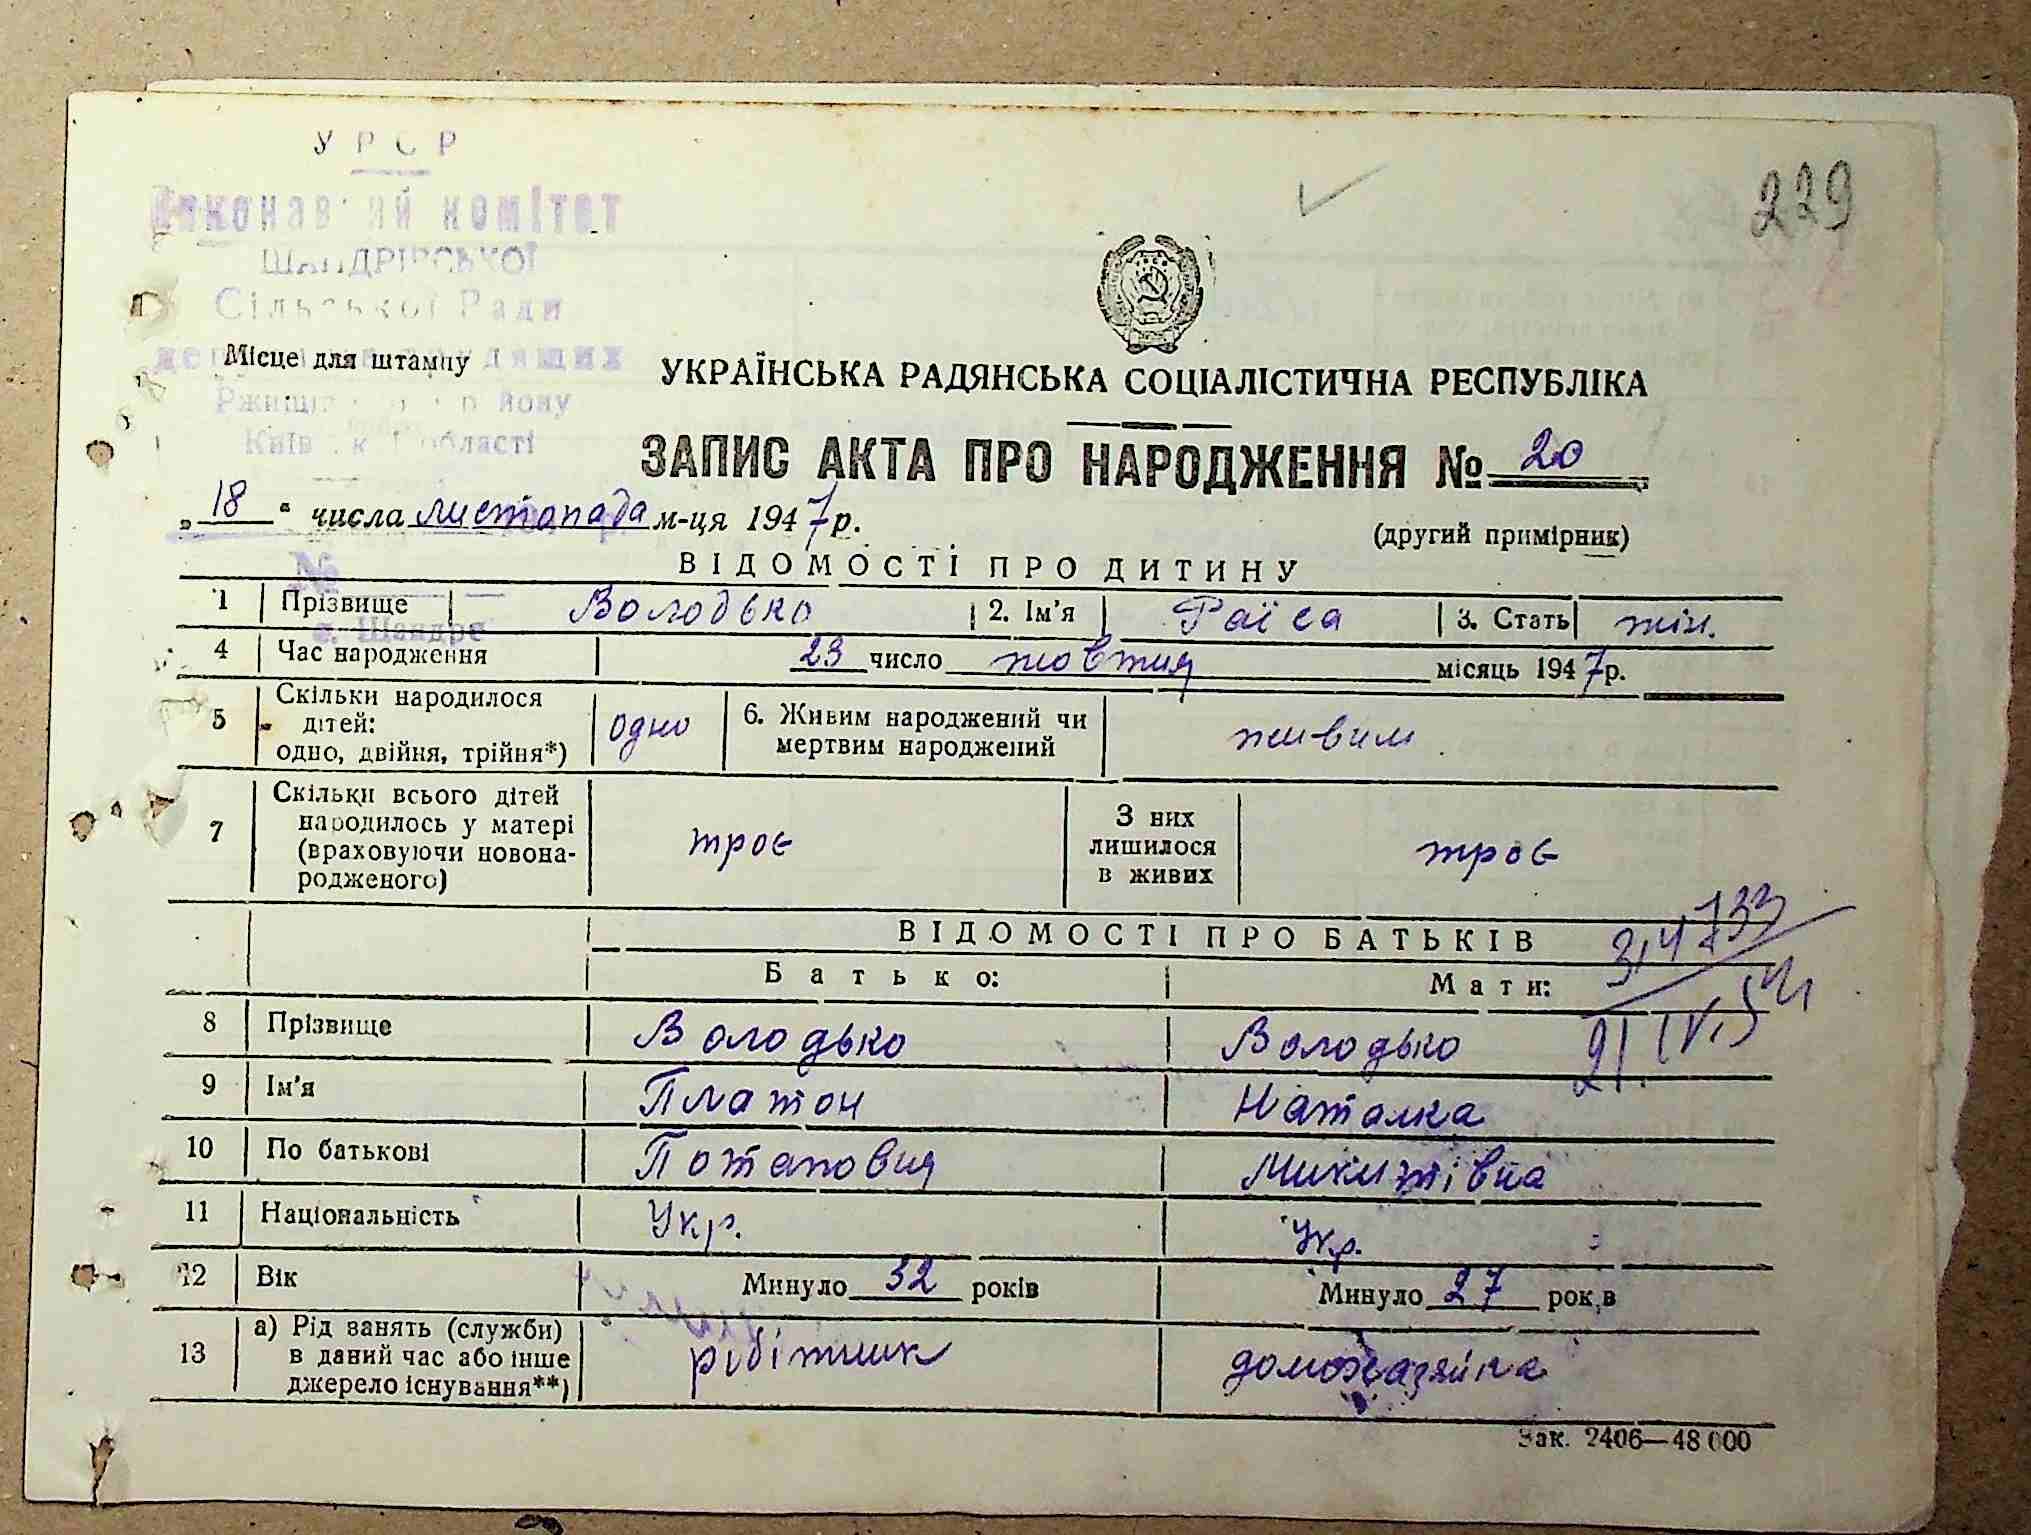 УРСР
Виконавчий комітет
ШАНДРІВСЬКОЇ
Сільської Ради
депутатів трудящих
Ржищівського району
Київської області
Місце для штампу
№
с. Шандра
229
УКРАЇНСЬКА РАДЯНСЬКА СОЦІАЛІСТИЧНА РЕСПУБЛІКА
ЗАПИС АКТА ПРО НАРОДЖЕННЯ № 20
„18“ числа листопада м-ця 1947 р.
(другий примірник)
ВІДОМОСТІ ПРО ДИТИНУ
1 Прізвище Володько 2. Ім'я Раїса 3. Стать жін.
4 Час народження 23 число жовтня місяць 1947 р.
5 Скільки народилося дітей: одно, двійня, трійня*) одно 6. Живим народжений чи мертвим народжений живим
7 Скільки всього дітей народилось у матері (враховуючи новонародженого) троє З них лишилося в живих троє
ВІДОМОСТІ ПРО БАТЬКІВ
Батько: Мати:
8 Прізвище Володько Володько
9 Ім'я Платон Наталка
10 По батькові Потапович Микитівна
11 Національність Укр. Укр.
12 Вік Минуло 32 років Минуло 27 років
13 а) Рід занять (служби) в даний час або інше джерело існування**) робітник домохазяйка
Зак. 2406—48 000